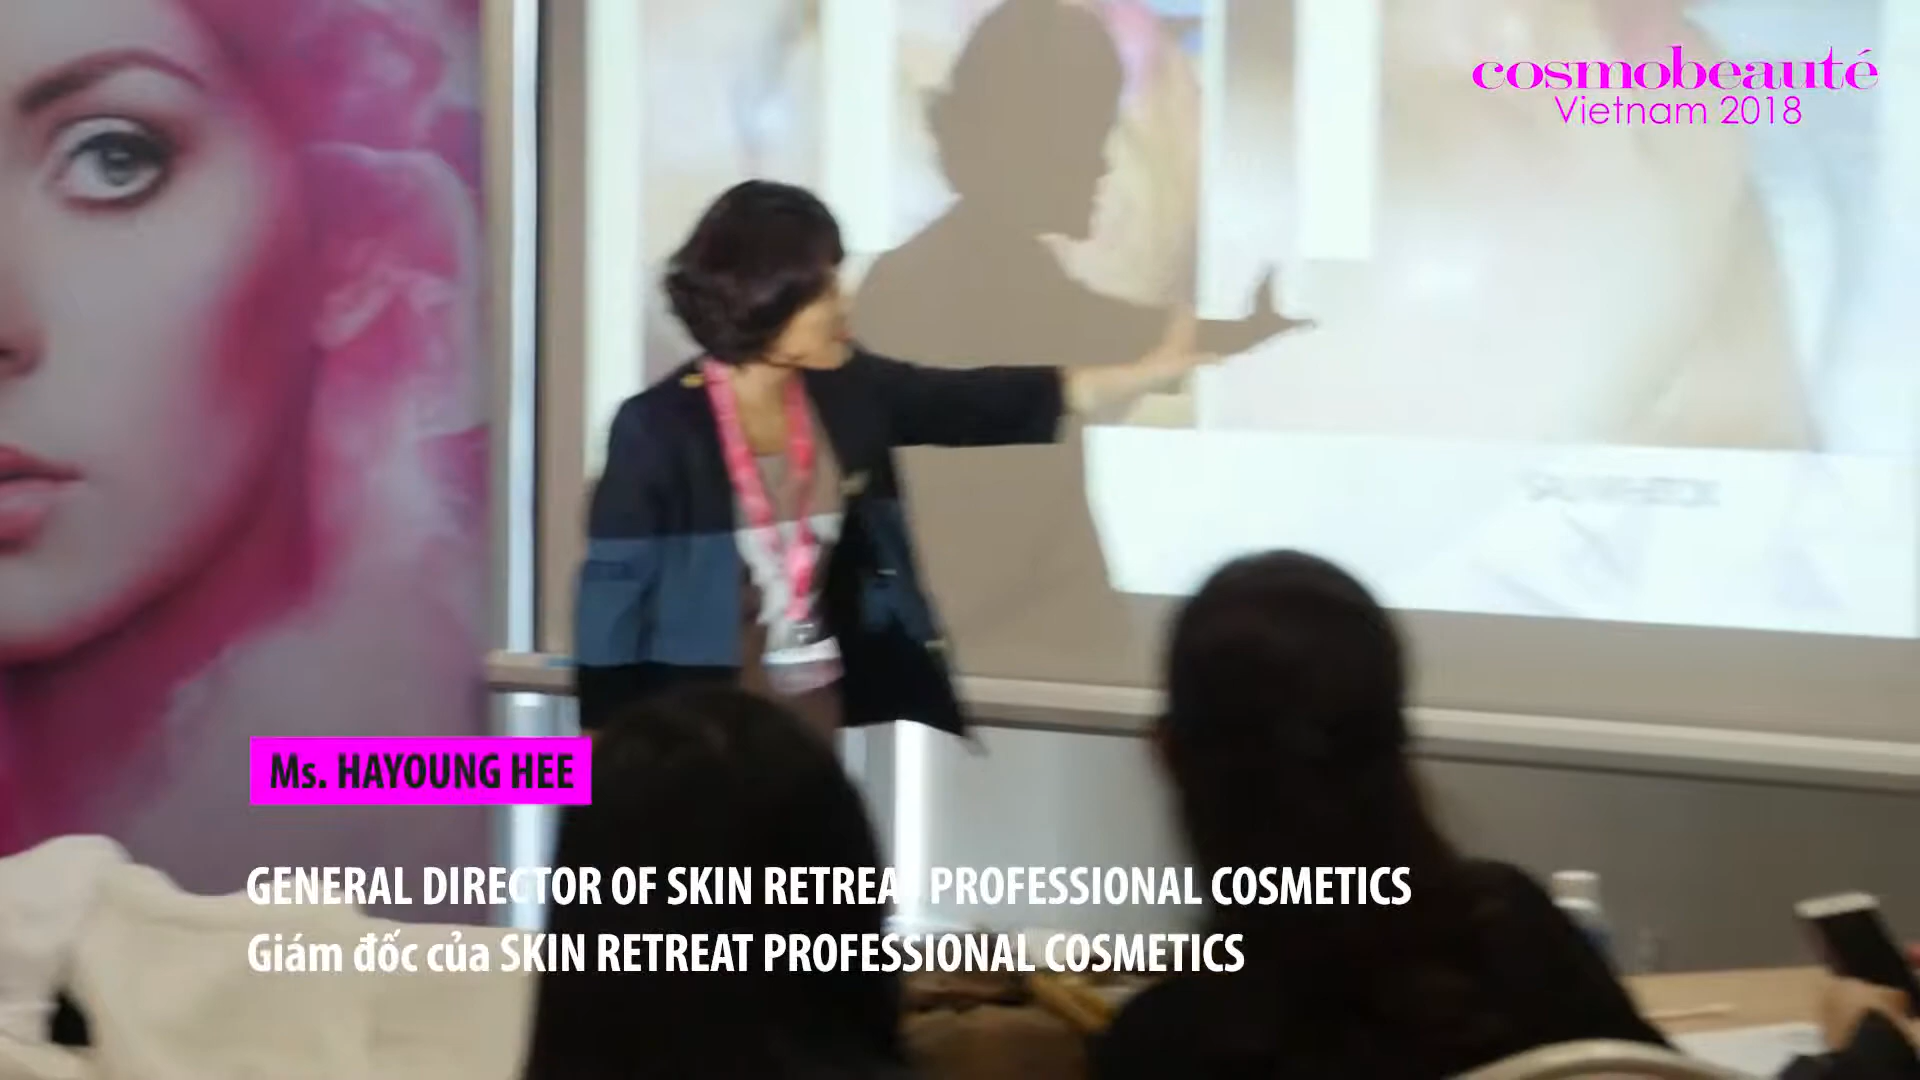 cosmobeauté
Vietnam 2018
Ms. HAYOUNG HEE
GENERAL DIRECTOR OF SKIN RETREAT PROFESSIONAL COSMETICS
Giám đốc của SKIN RETREAT PROFESSIONAL COSMETICS